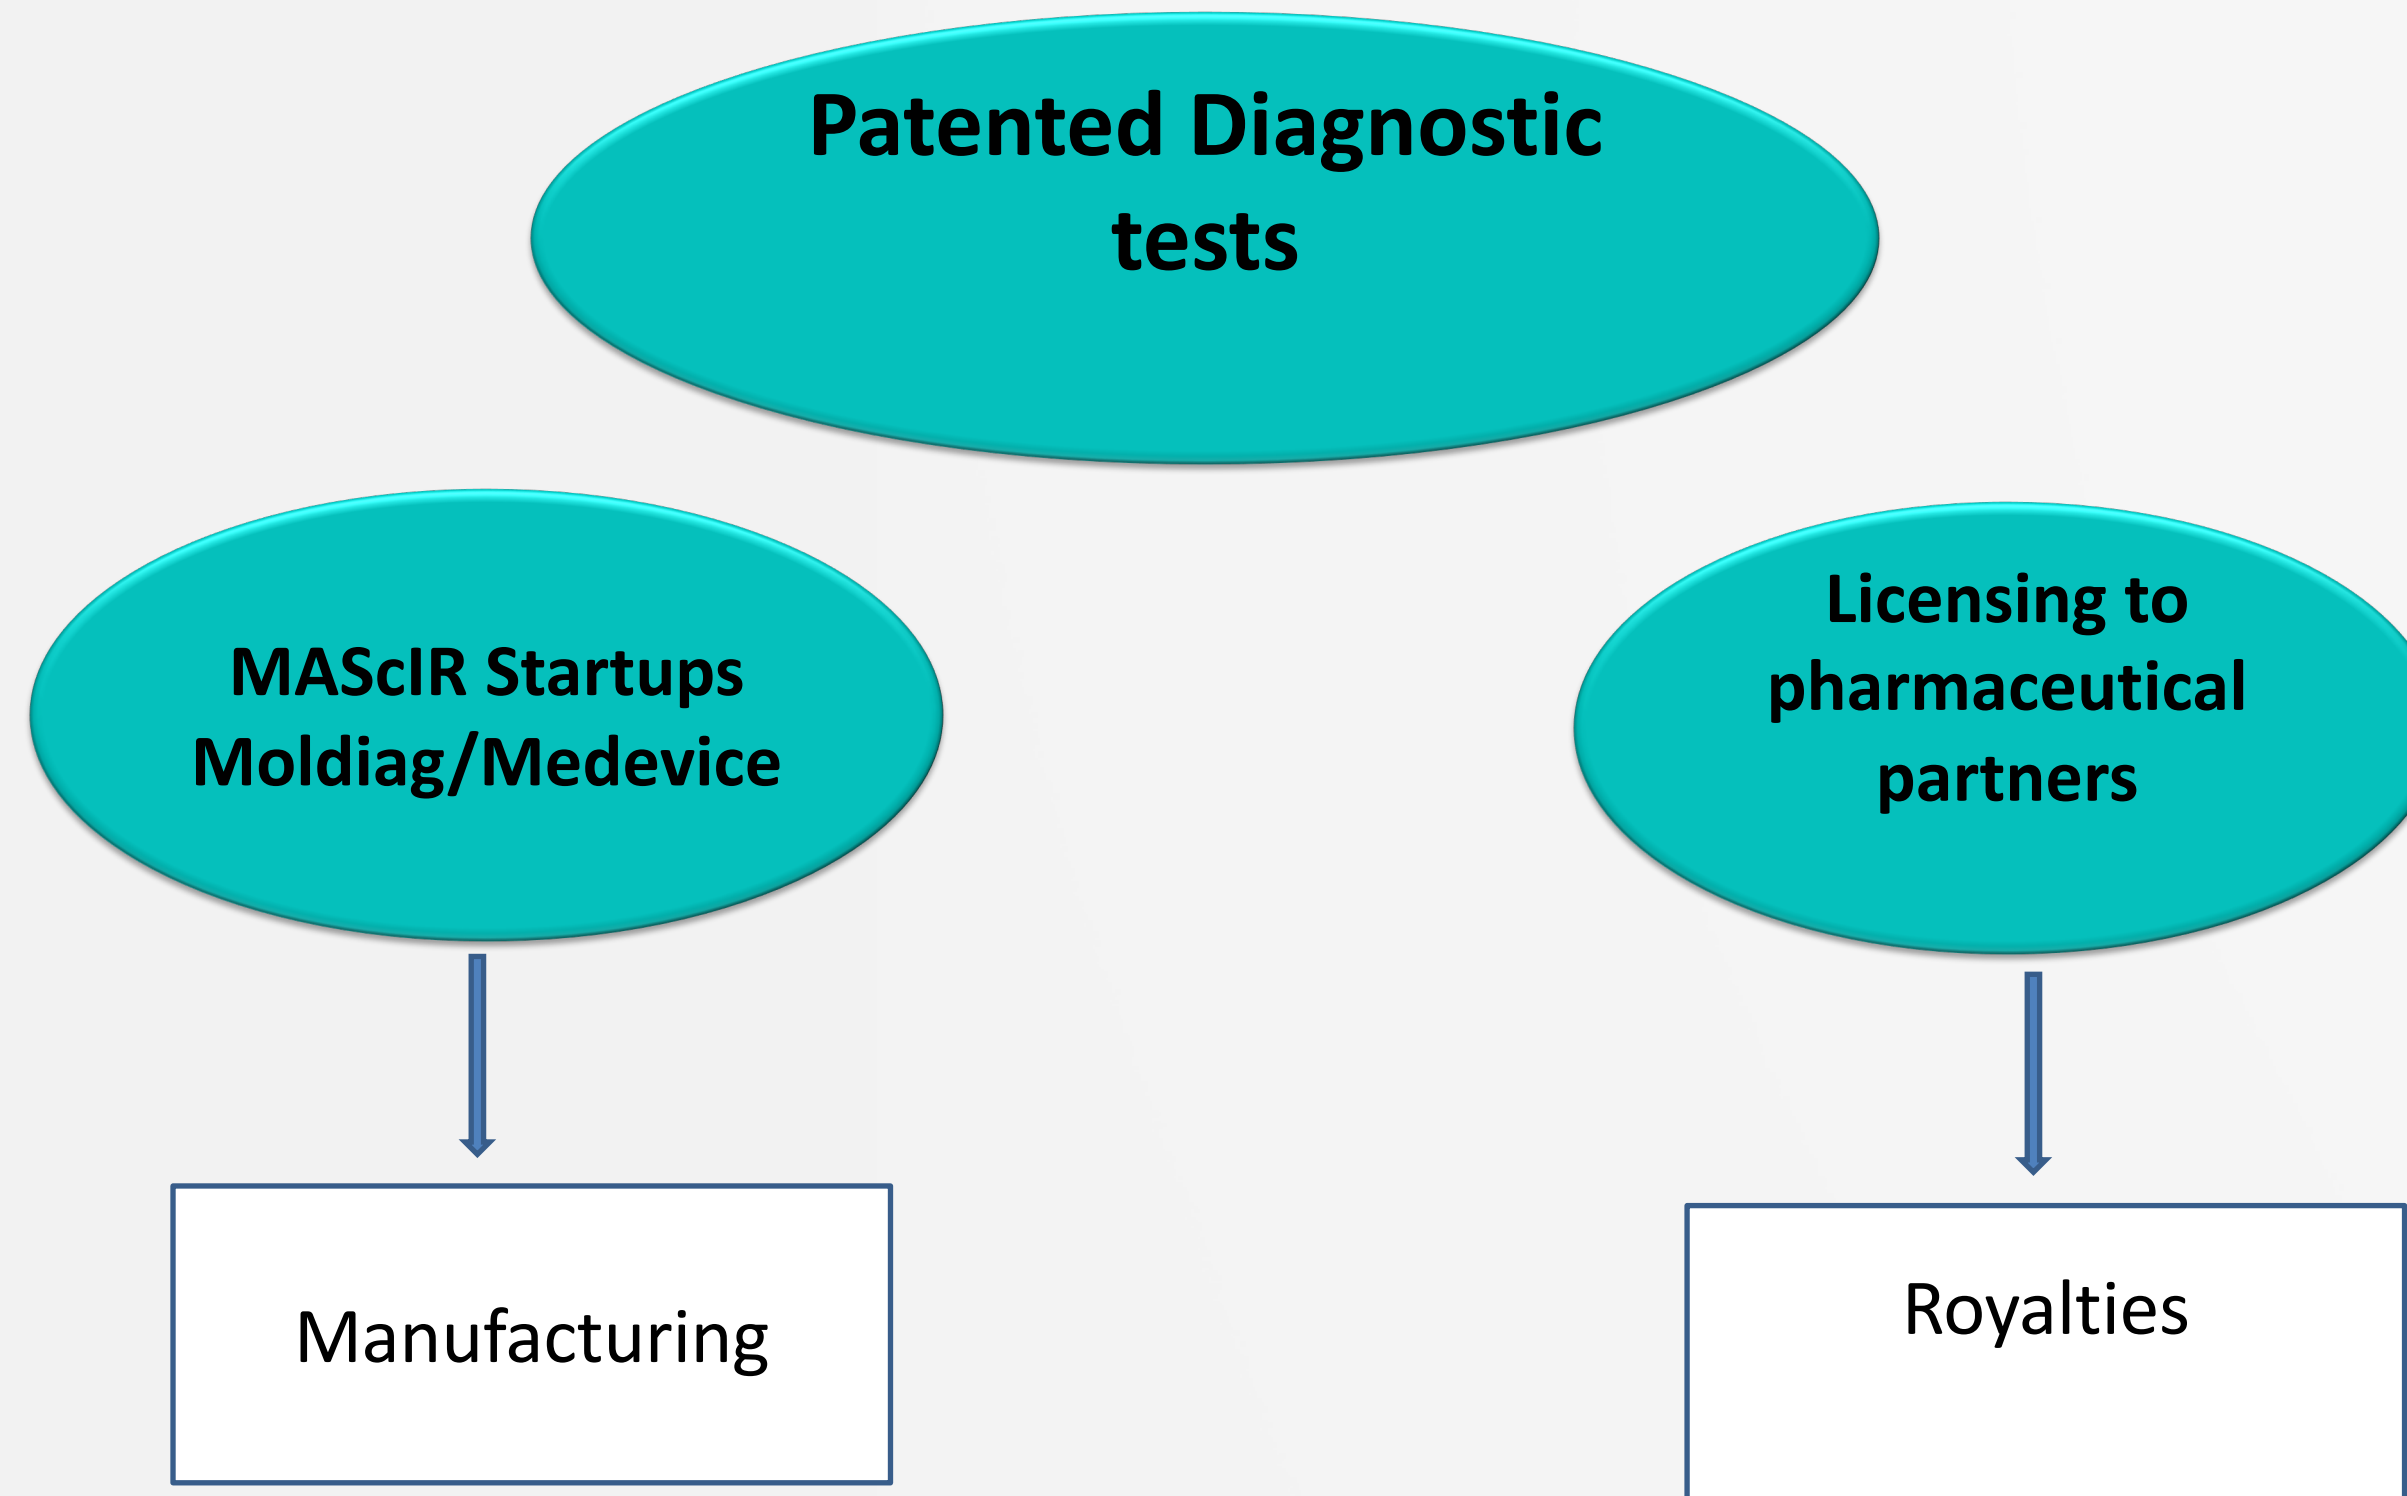 Patented Diagnostic
tests
MAScIR Startups
Moldiag/Medevice
Licensing to
pharmaceutical
partners
Manufacturing
Royalties